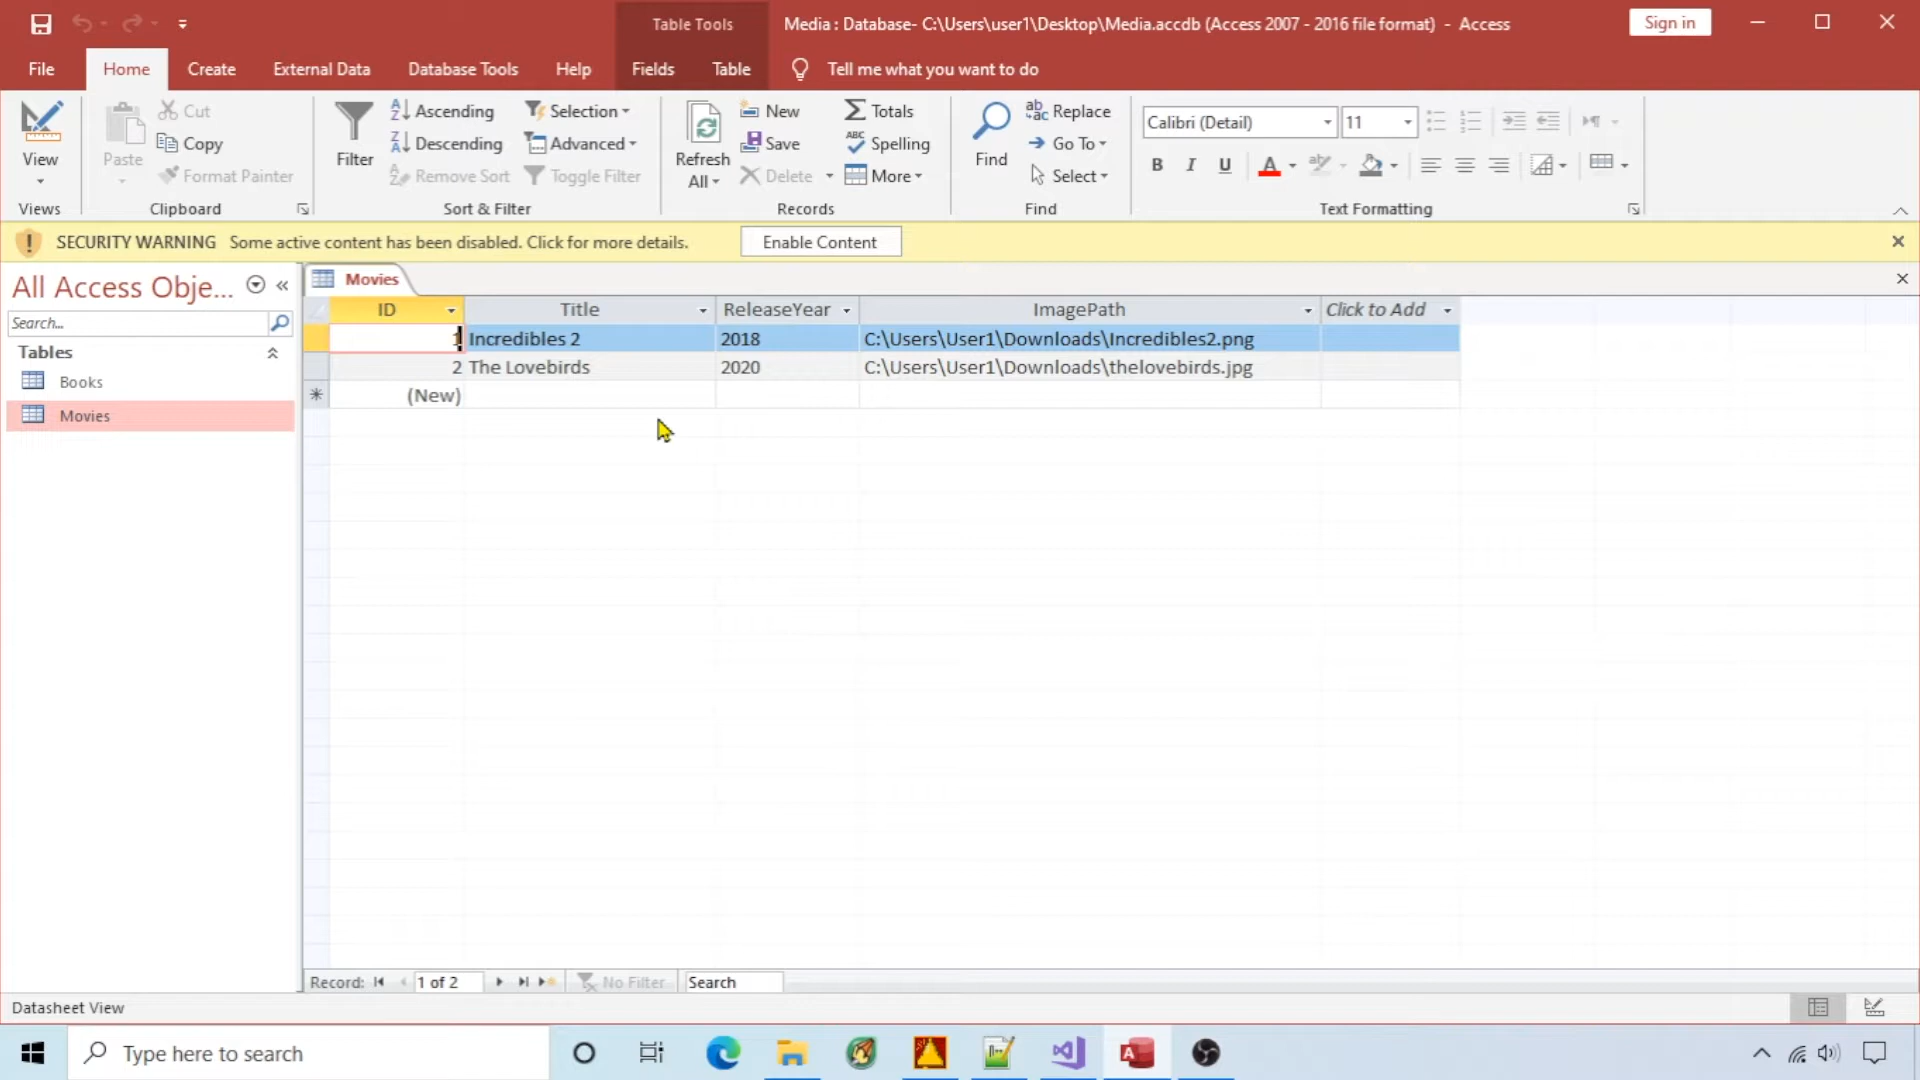 Table Tools
Media : Database- C:\Users\user1\Desktop\Media.accdb (Access 2007 - 2016 file format) - Access
Sign in
File Home Create External Data Database Tools Help Fields Table Tell me what you want to do
View
Views
Paste
Cut
Copy
Format Painter
Clipboard
Filter
Ascending
Descending
Remove Sort
Selection
Advanced
Toggle Filter
Sort & Filter
Refresh
All
New
Save
Delete
Totals
Spelling
More
Records
Find
Replace
Go To
Select
Find
Calibri (Detail) 11
B I U A
Text Formatting
SECURITY WARNING Some active content has been disabled. Click for more details. Enable Content
All Access Obje... «
Search...
Tables
Books
Movies
Movies
ID Title ReleaseYear ImagePath Click to Add
1 Incredibles 2 2018 C:\Users\User1\Downloads\Incredibles2.png
2 The Lovebirds 2020 C:\Users\User1\Downloads\thelovebirds.jpg
* (New)
Record: 1 of 2 No Filter Search
Datasheet View
Type here to search